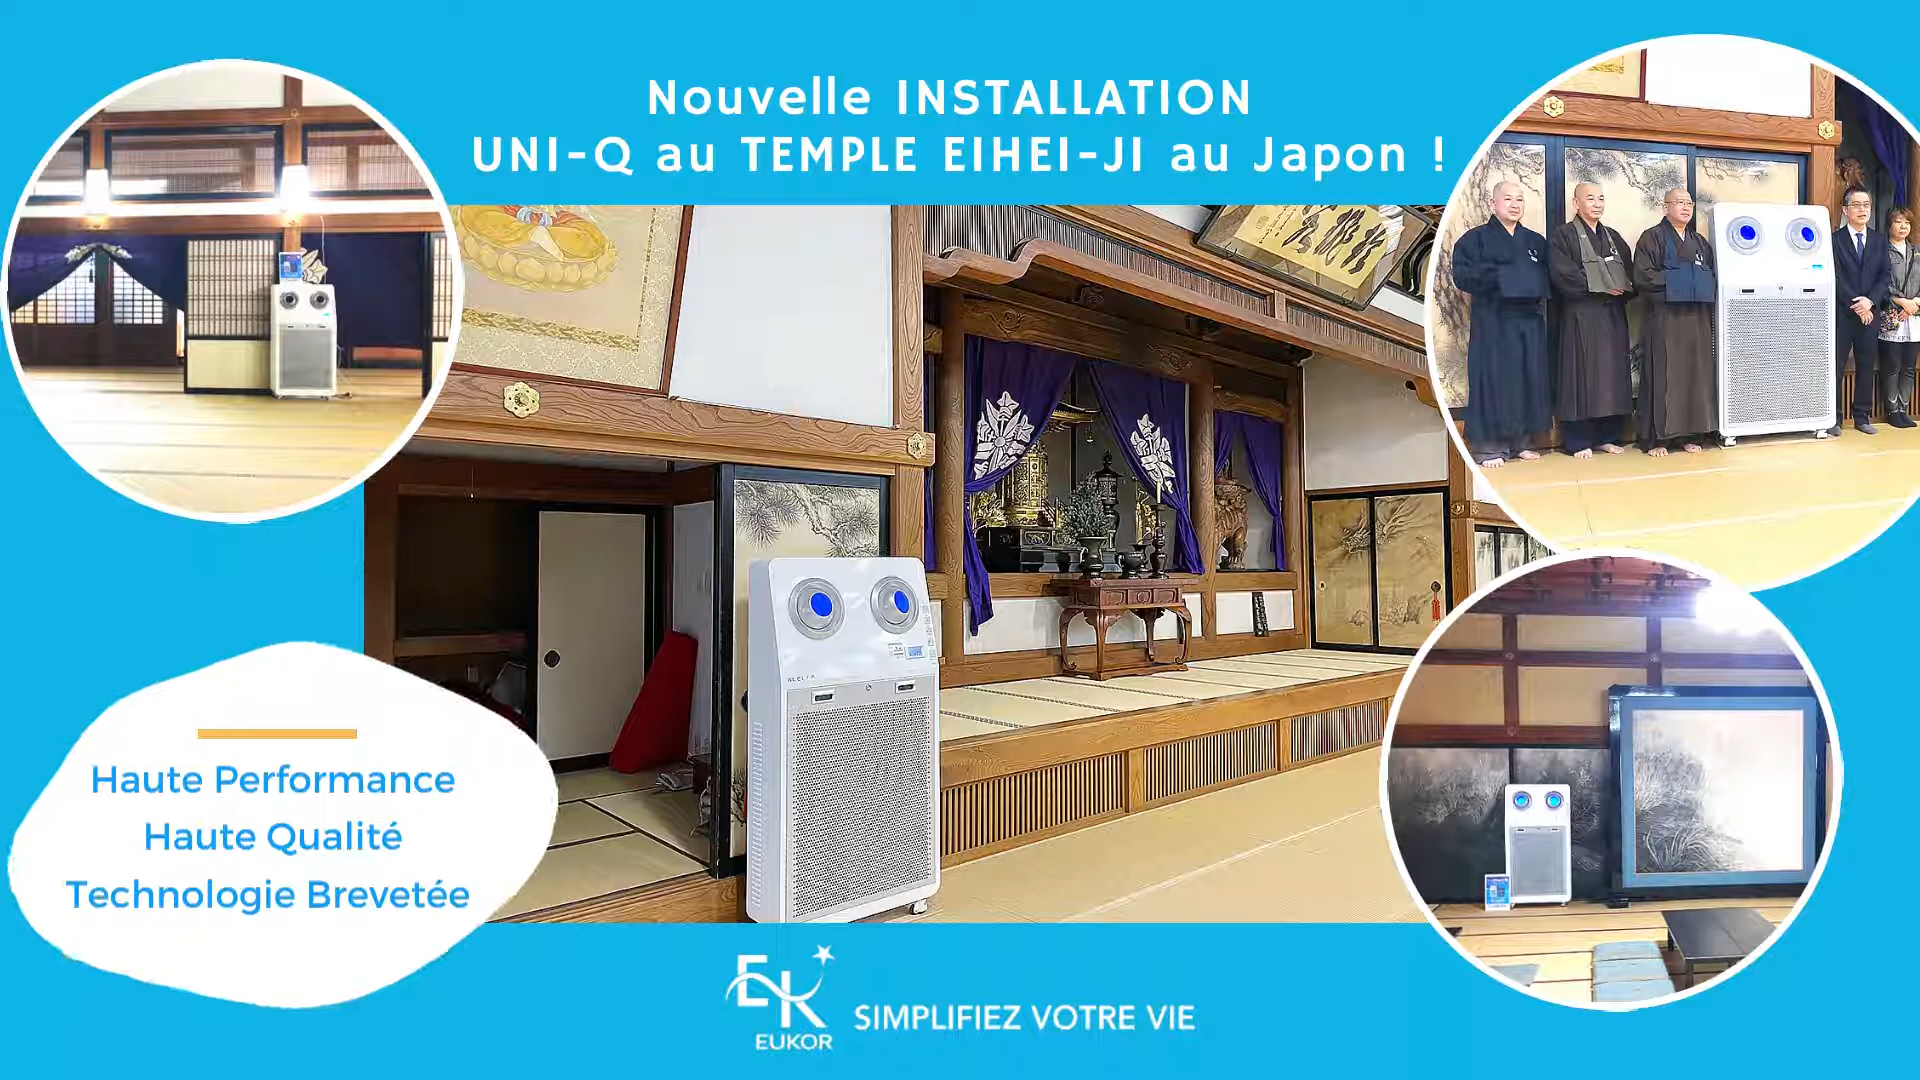 Nouvelle INSTALLATION
UNI-Q au TEMPLE EIHEI-JI au Japon !
Haute Performance
Haute Qualité
Technologie Brevetée
EK
EUKOR
SIMPLIFIEZ VOTRE VIE